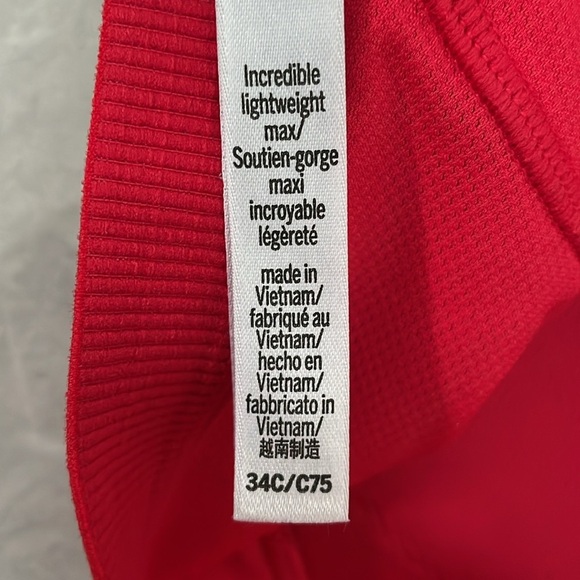 Incredible
lightweight
max/
Soutien-gorge
maxi
incroyable
légèreté
made in
Vietnam/
fabriqué au
Vietnam/
hecho en
Vietnam/
fabbricato in
Vietnam/
越南制造
34C/C75